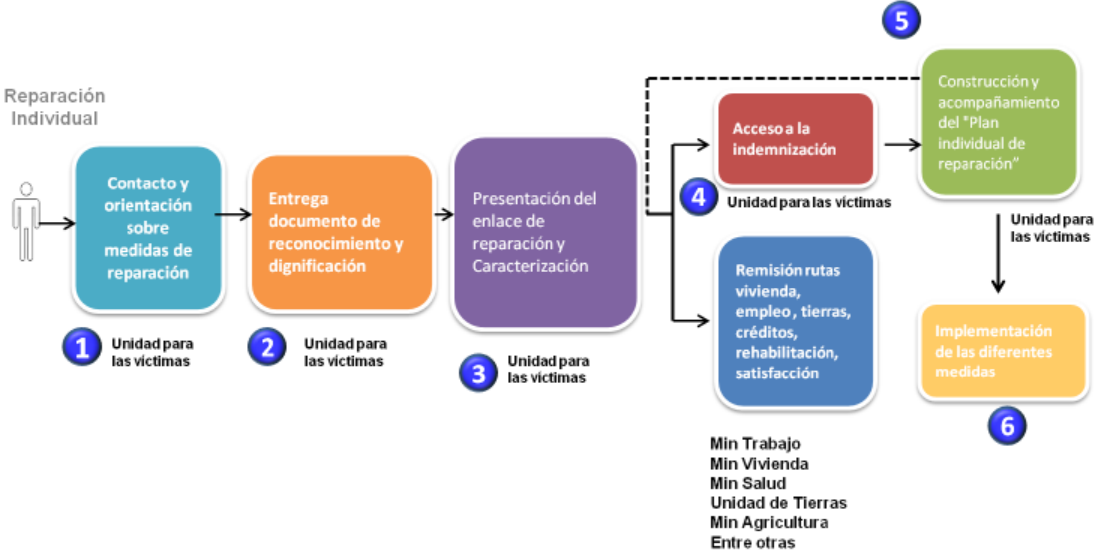 Reparación
Individual
Contacto y
orientación
sobre
medidas de
reparación
1
Unidad para
las víctimas
Entrega
documento de
reconocimiento y
dignificación
2
Unidad para
las víctimas
Presentación del
enlace de
reparación y
Caracterización
3
Unidad para
las víctimas
Acceso a la
indemnización
4
Unidad para las víctimas
Remisión rutas
vivienda,
empleo , tierras,
créditos,
rehabilitación,
satisfacción
Min Trabajo
Min Vivienda
Min Salud
Unidad de Tierras
Min Agricultura
Entre otras
5
Construcción y
acompañamiento
del "Plan
individual de
reparación"
Unidad para
las víctimas
Implementación
de las diferentes
medidas
6